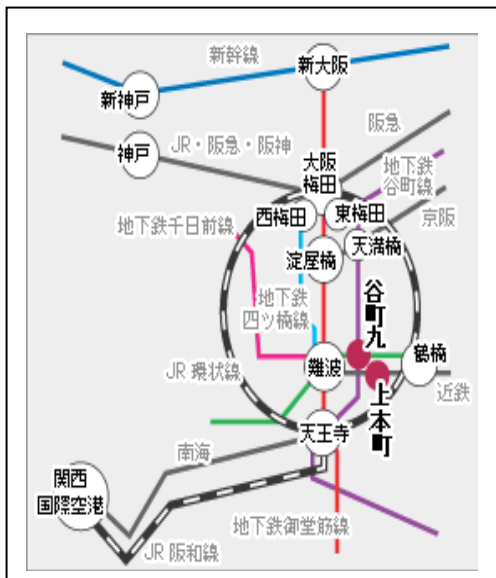 新幹線
新大阪
新神戸
神戸
JR・阪急・阪神
阪急
大阪
梅田
地下鉄
谷町線
西梅田
東梅田
京阪
地下鉄千日前線
天満橋
淀屋橋
地下鉄
四ツ橋線
谷町九
鶴橋
難波
JR 環状線
近鉄
上本町
天王寺
南海
関西
国際空港
地下鉄御堂筋線
JR 阪和線